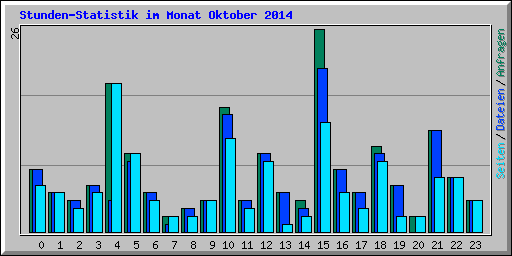 Stunden-Statistik im Monat Oktober 2014
26
Seiten/Dateien/Anfragen
0 1 2 3 4 5 6 7 8 9 10 11 12 13 14 15 16 17 18 19 20 21 22 23